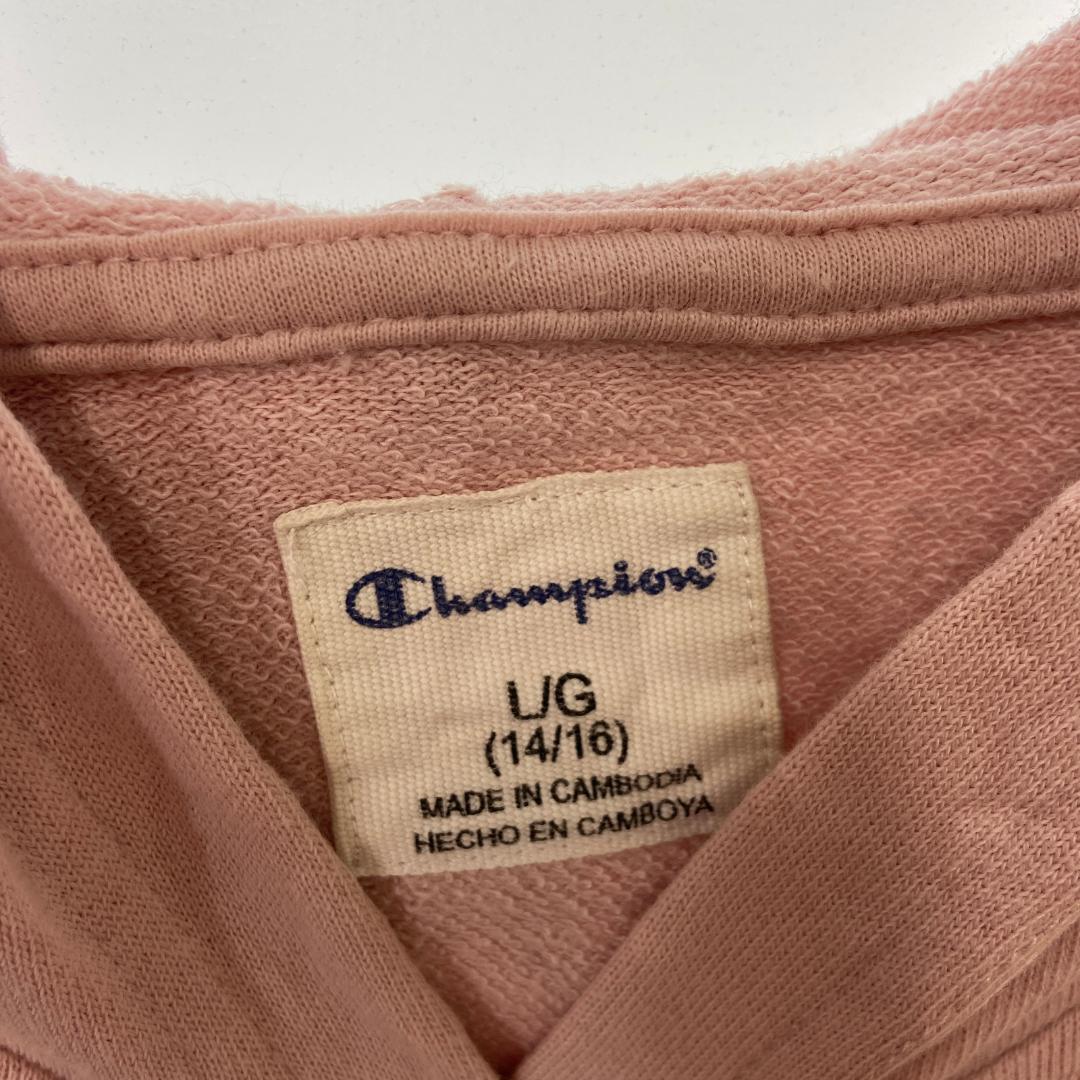 Champion®
L/G
(14/16)
MADE IN CAMBODIA
HECHO EN CAMBOYA